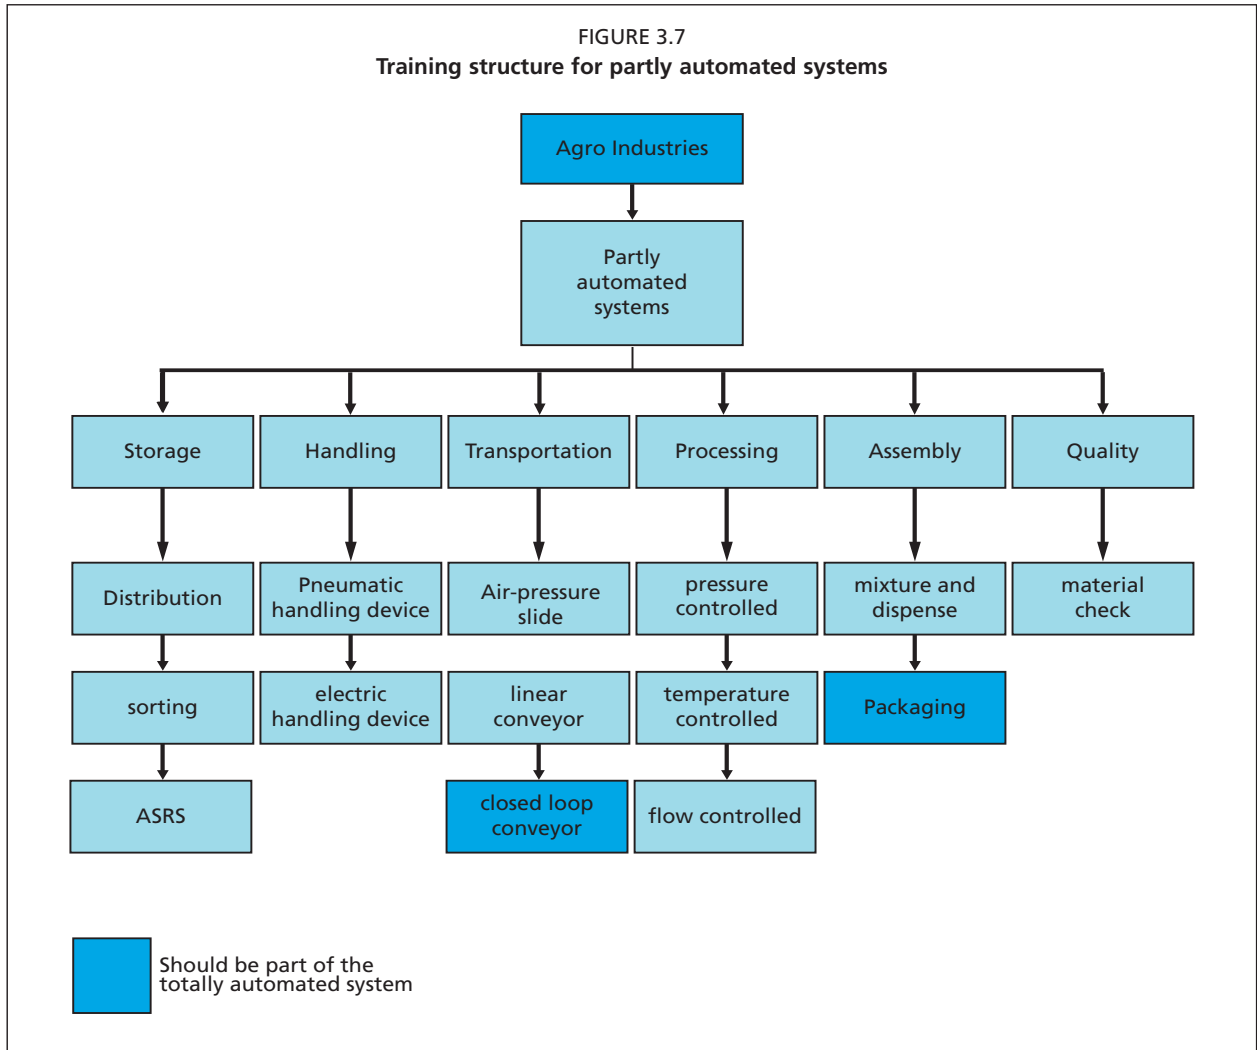 FIGURE 3.7
Training structure for partly automated systems
Agro Industries
Partly
automated
systems
Storage
Handling
Transportation
Processing
Assembly
Quality
Distribution
Pneumatic
handling device
Air-pressure
slide
pressure
controlled
mixture and
dispense
material
check
sorting
electric
handling device
linear
conveyor
temperature
controlled
Packaging
ASRS
closed loop
conveyor
flow controlled
Should be part of the
totally automated system